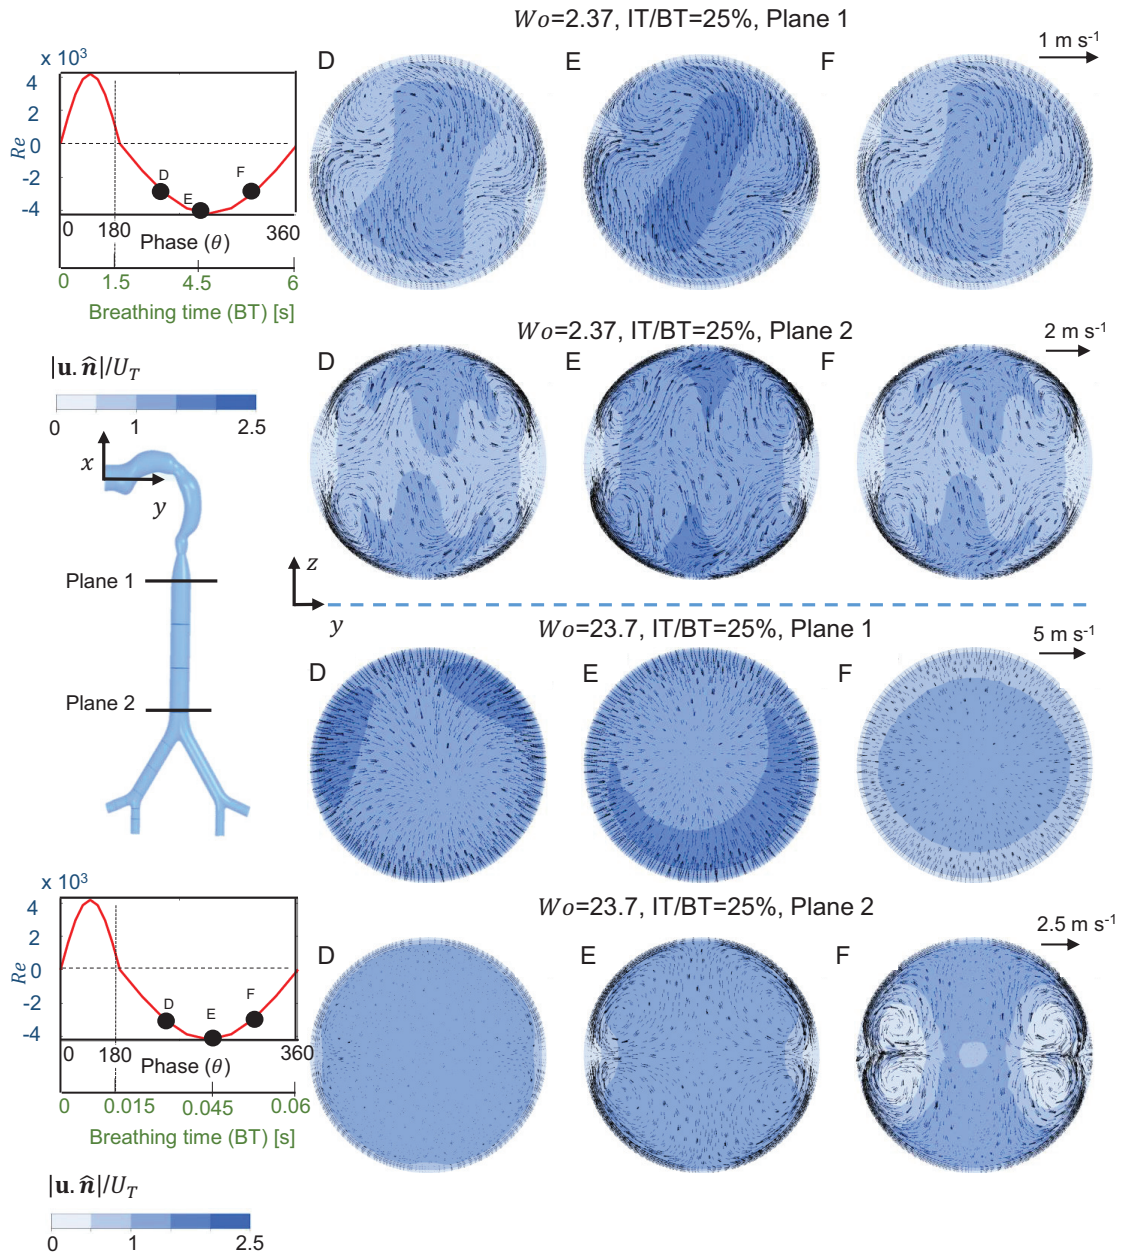 Wo=2.37, IT/BT=25%, Plane 1
D
E
F
1 m s⁻¹
x 10³
4
2
0
-2
-4
Re
D
E
F
0
180
360
Phase (θ)
0
1.5
4.5
6
Breathing time (BT) [s]
Wo=2.37, IT/BT=25%, Plane 2
D
E
F
2 m s⁻¹
|u.n̂|/U_T
0
1
2.5
x
y
Plane 1
Plane 2
z
y
Wo=23.7, IT/BT=25%, Plane 1
D
E
F
5 m s⁻¹
Wo=23.7, IT/BT=25%, Plane 2
D
E
F
2.5 m s⁻¹
x 10³
4
2
0
-2
-4
Re
D
E
F
0
180
360
Phase (θ)
0
0.015
0.045
0.06
Breathing time (BT) [s]
|u.n̂|/U_T
0
1
2.5